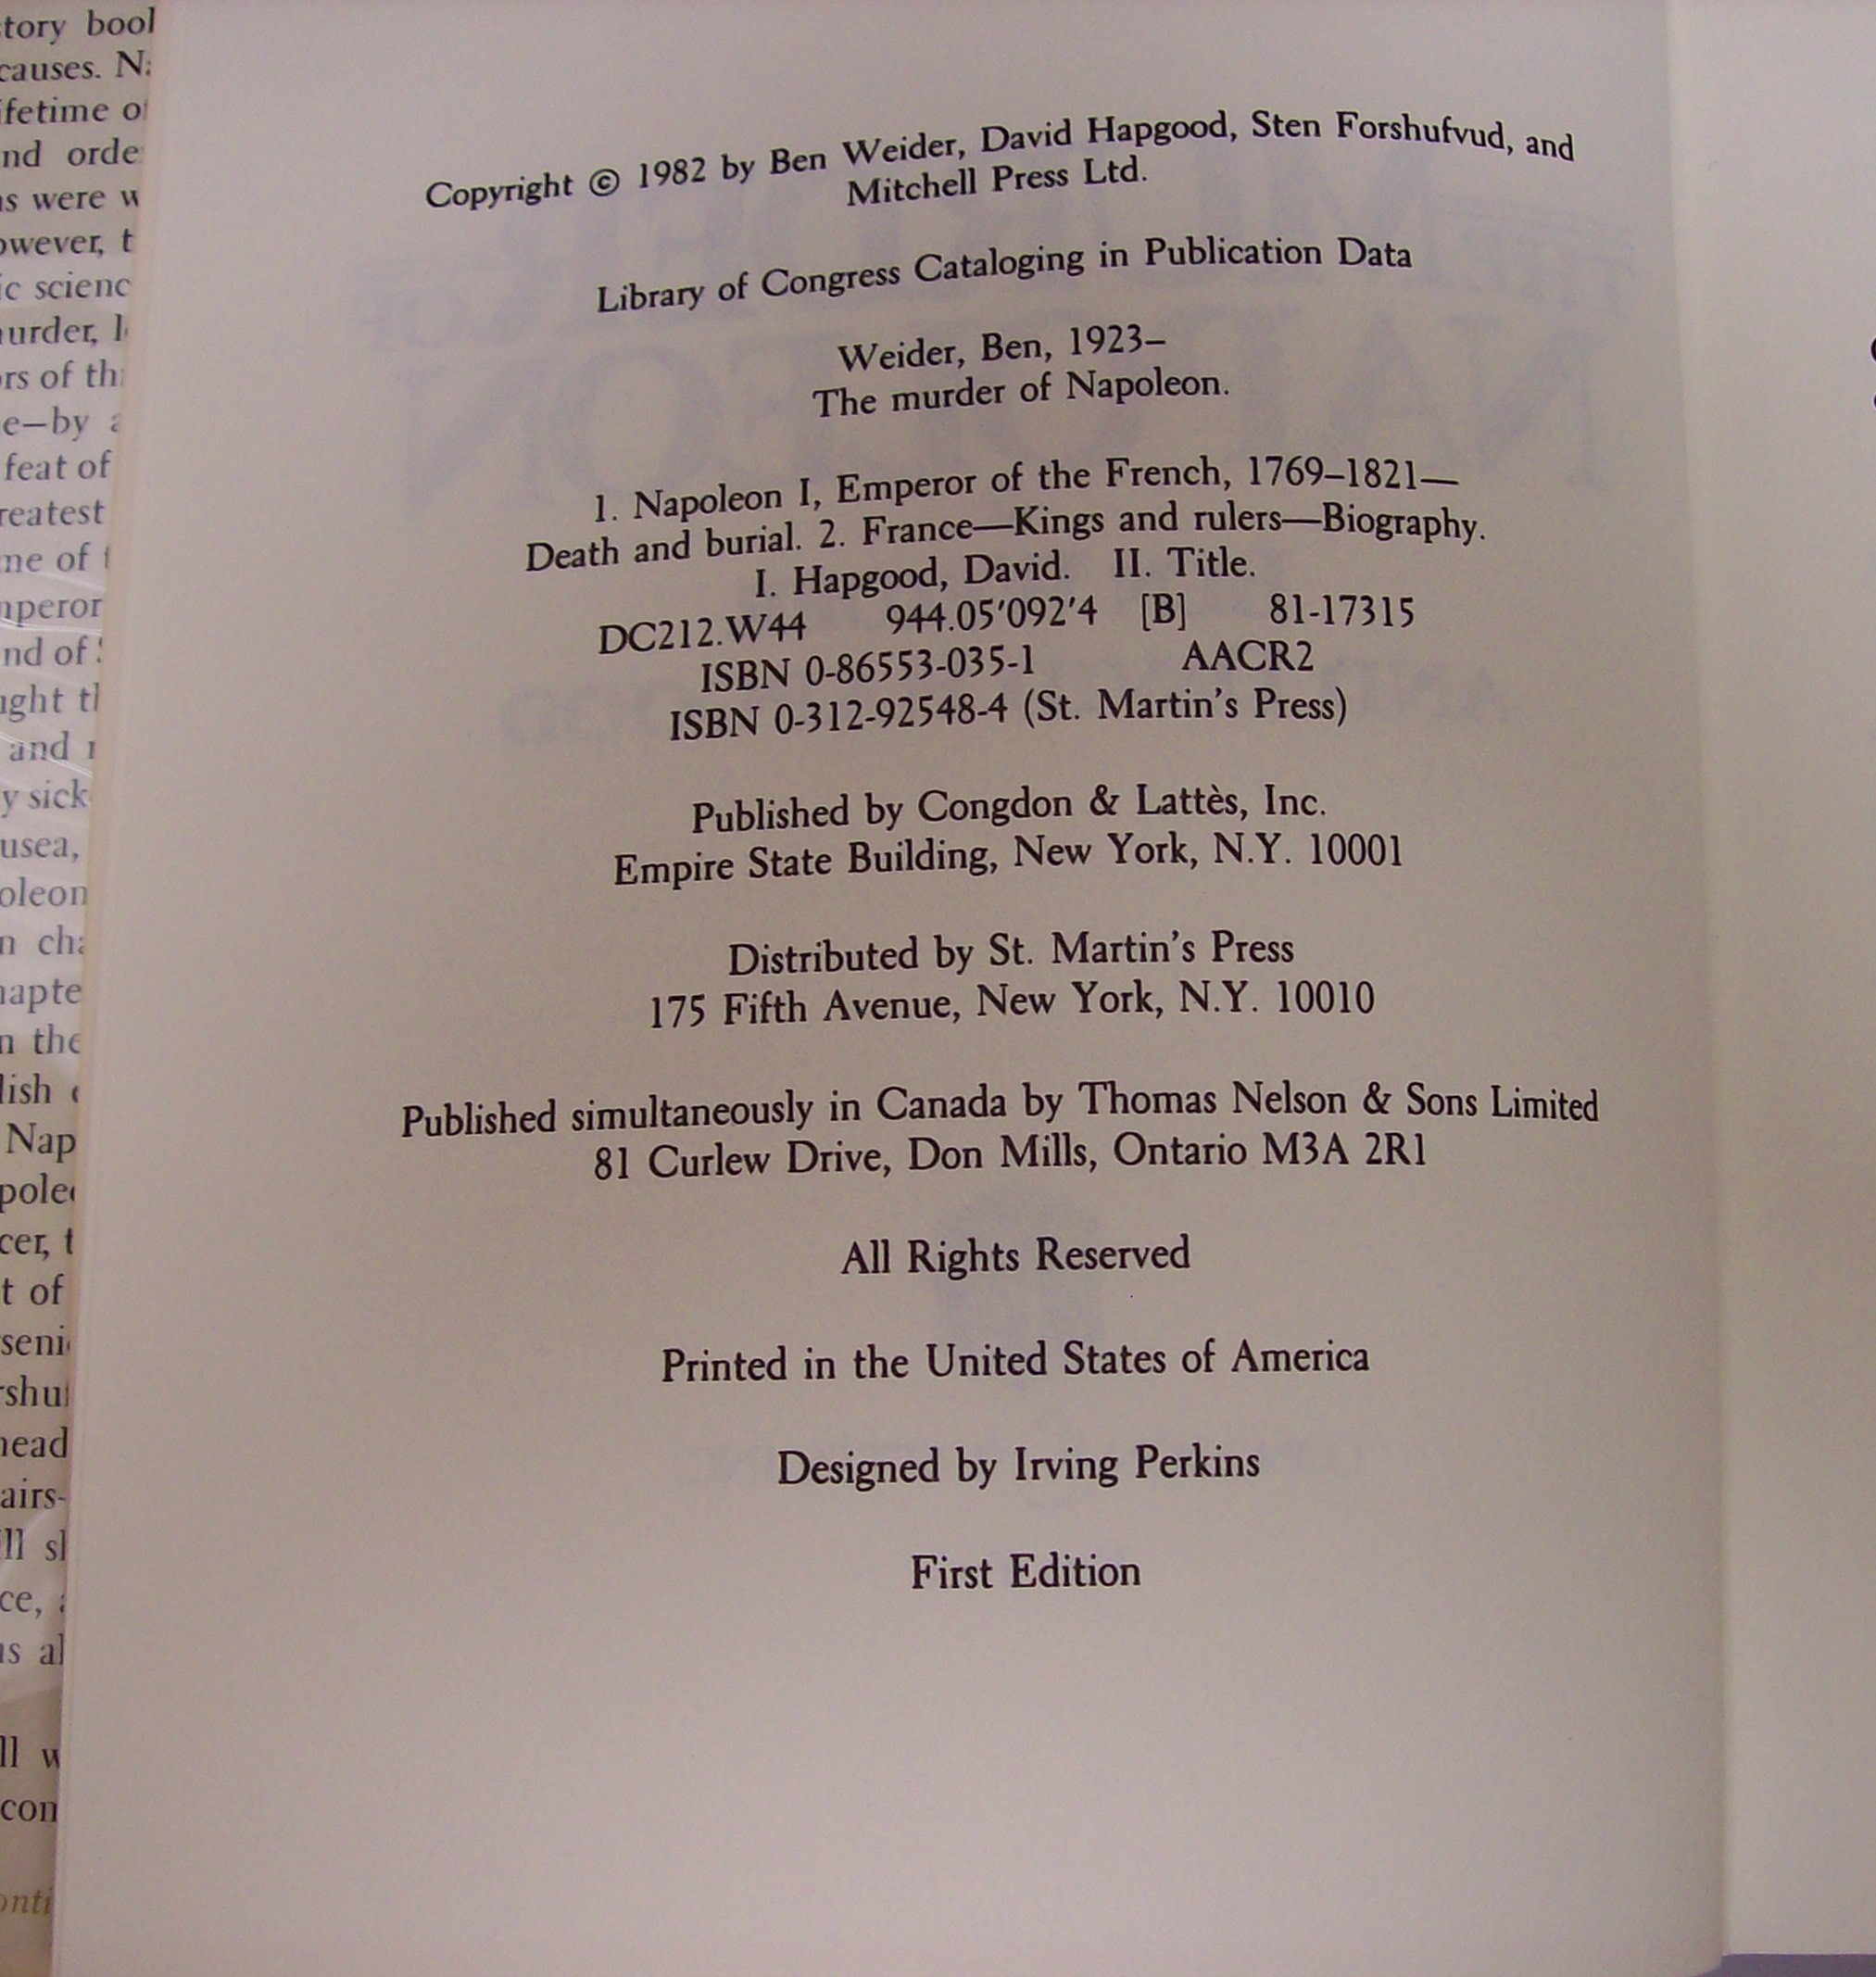 Copyright © 1982 by Ben Weider, David Hapgood, Sten Forshufvud, and
Mitchell Press Ltd.
Library of Congress Cataloging in Publication Data
Weider, Ben, 1923–
The murder of Napoleon.
1. Napoleon I, Emperor of the French, 1769–1821—
Death and burial. 2. France—Kings and rulers—Biography.
I. Hapgood, David. II. Title.
DC212.W44 944.05′092′4 [B] 81-17315
ISBN 0-86553-035-1 AACR2
ISBN 0-312-92548-4 (St. Martin's Press)
Published by Congdon & Lattès, Inc.
Empire State Building, New York, N.Y. 10001
Distributed by St. Martin's Press
175 Fifth Avenue, New York, N.Y. 10010
Published simultaneously in Canada by Thomas Nelson & Sons Limited
81 Curlew Drive, Don Mills, Ontario M3A 2R1
All Rights Reserved
Printed in the United States of America
Designed by Irving Perkins
First Edition